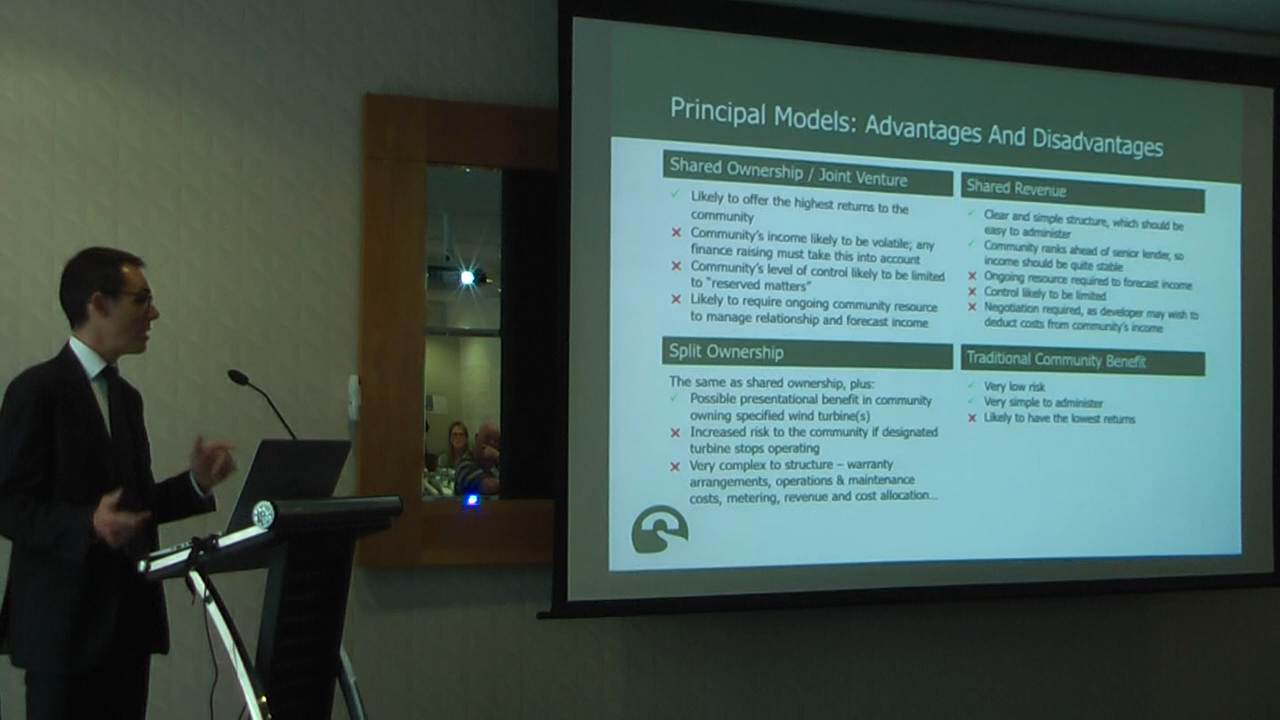 Principal Models: Advantages And Disadvantages
Shared Ownership / Joint Venture
✓ Likely to offer the highest returns to the
community
✕ Community's income likely to be volatile; any
finance raising must take this into account
✕ Community's level of control likely to be limited
to "reserved matters"
✕ Likely to require ongoing community resource
to manage relationship and forecast income
Shared Revenue
✓ Clear and simple structure, which should be
easy to administer
✓ Community ranks ahead of senior lender, so
income should be quite stable
✕ Ongoing resource required to forecast income
✕ Control likely to be limited
✕ Negotiation required, as developer may wish to
deduct costs from community's income
Split Ownership
The same as shared ownership, plus:
✓ Possible presentational benefit in community
owning specified wind turbine(s)
✕ Increased risk to the community if designated
turbine stops operating
✕ Very complex to structure – warranty
arrangements, operations & maintenance
costs, metering, revenue and cost allocation...
Traditional Community Benefit
✓ Very low risk
✓ Very simple to administer
✕ Likely to have the lowest returns